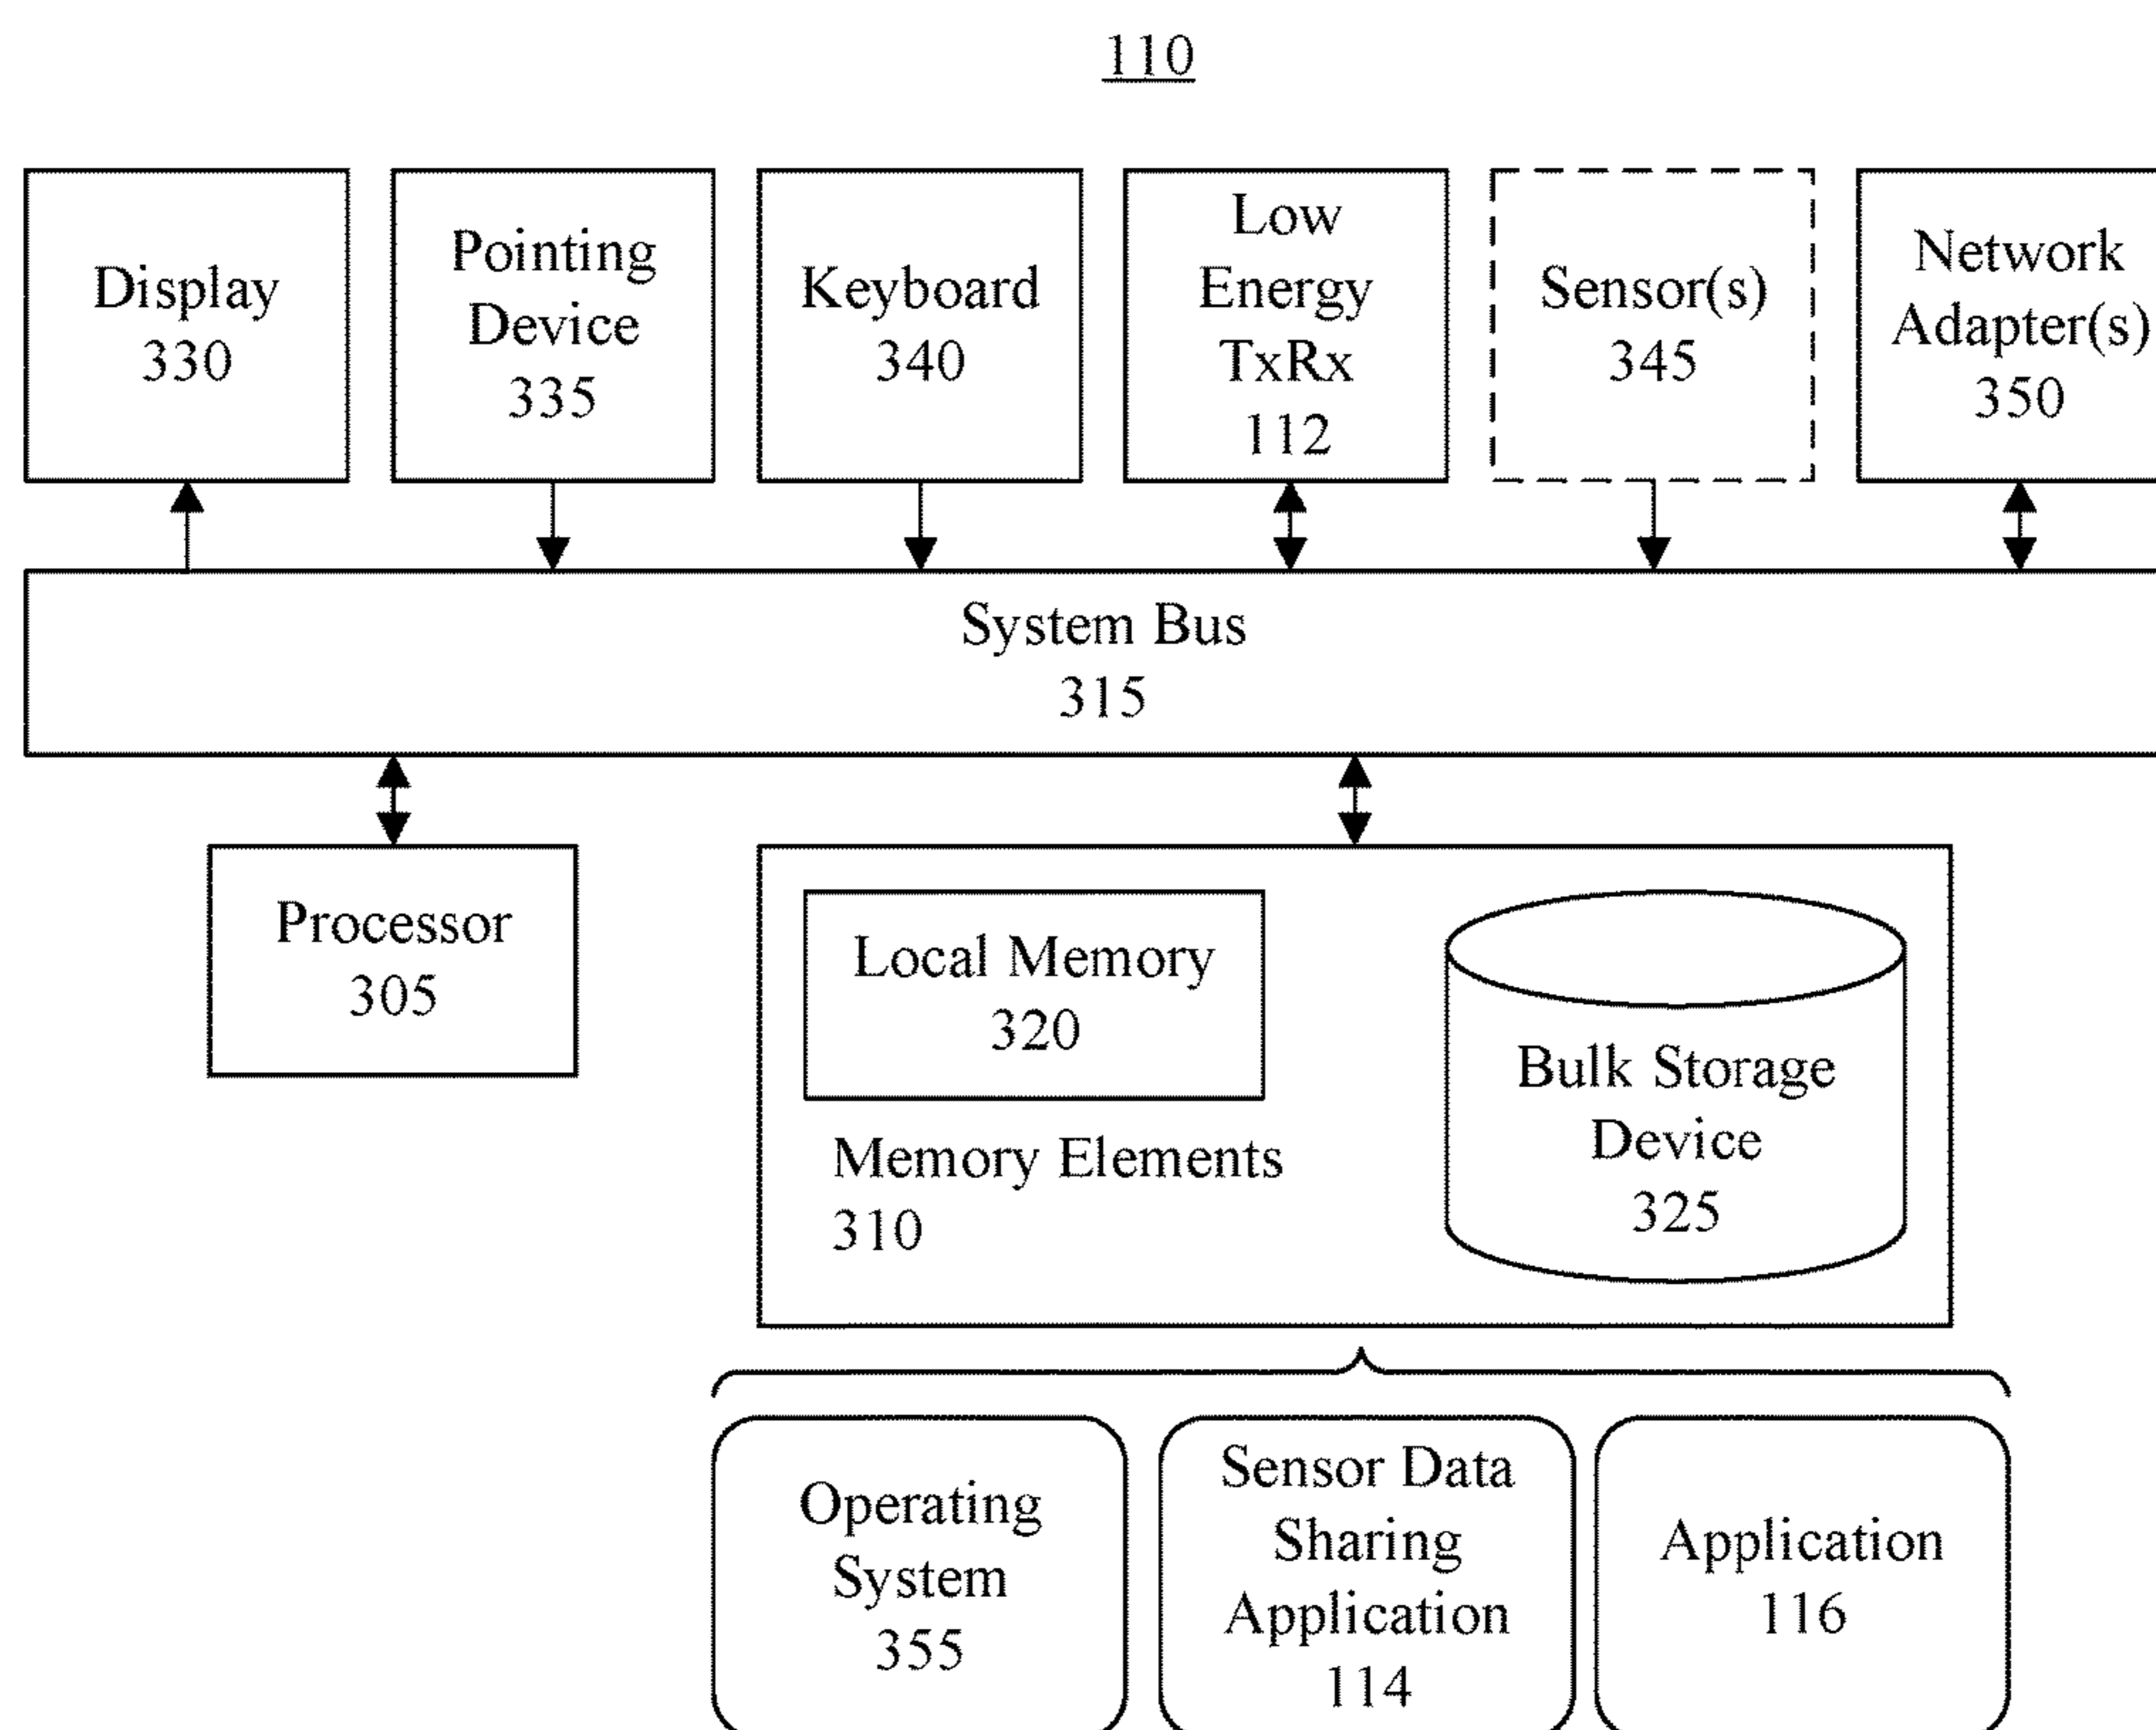 110
Display
330
Pointing
Device
335
Keyboard
340
Low
Energy
TxRx
112
Sensor(s)
345
Network
Adapter(s)
350
System Bus
315
Processor
305
Local Memory
320
Memory Elements
310
Bulk Storage
Device
325
Operating
System
355
Sensor Data
Sharing
Application
114
Application
116